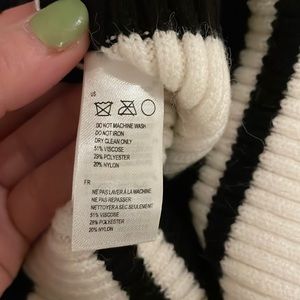 US
DO NOT MACHINE WASH
DO NOT IRON
DRY CLEAN ONLY
51% VISCOSE
29% POLYESTER
20% NYLON
FR
NE PAS LAVER À LA MACHINE
NE PAS REPASSER
NETTOYER A SEC SEULEMENT
51% VISCOSE
29% POLYESTER
20% NYLON